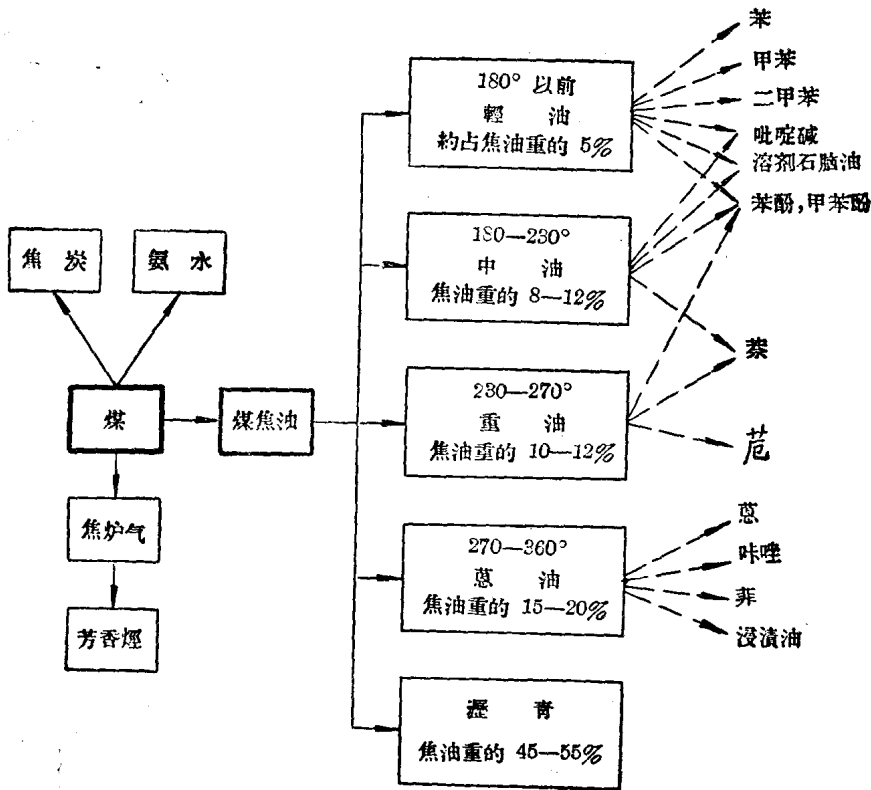 焦炭
氨水
煤
煤焦油
焦炉气
芳香烴
180° 以前
輕油
約占焦油重的 5%
180—230°
中油
焦油重的 8—12%
230—270°
重油
焦油重的 10—12%
270—360°
蒽油
焦油重的 15—20%
瀝青
焦油重的 45—55%
苯
甲苯
二甲苯
吡啶碱
溶剂石脑油
苯酚,甲苯酚
萘
苊
蒽
咔唑
菲
浸漬油